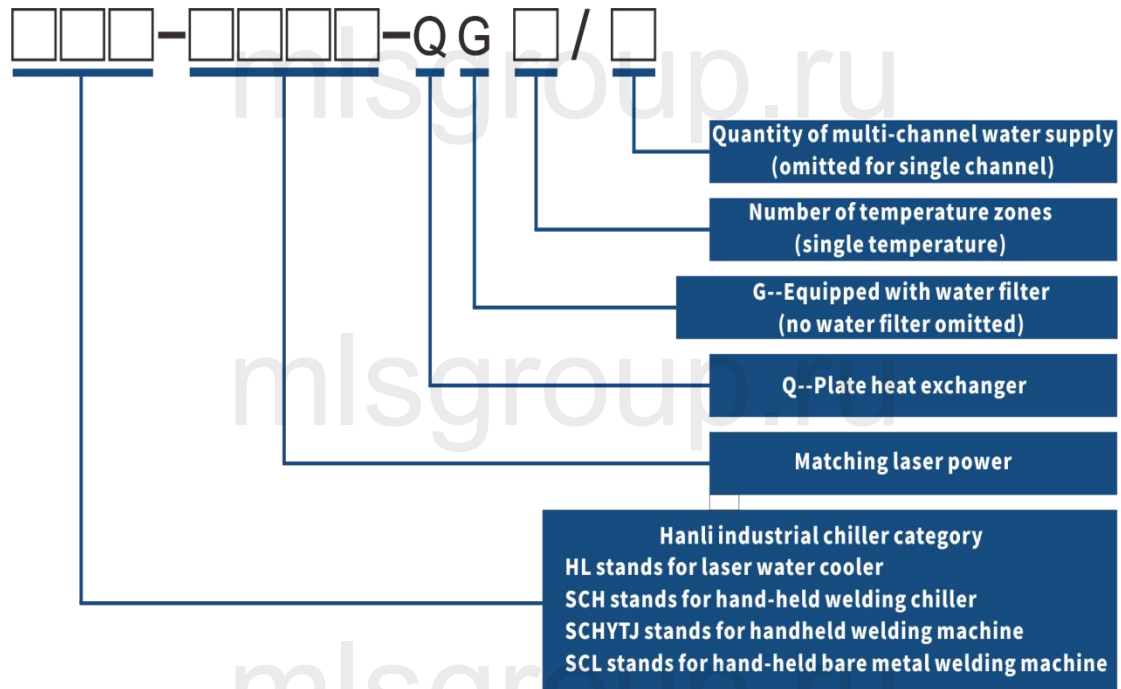 □□□-□□□□-QG□/□
mlsgroup.ru
Quantity of multi-channel water supply
(omitted for single channel)
Number of temperature zones
(single temperature)
G--Equipped with water filter
(no water filter omitted)
mlsgroup.ru
Q--Plate heat exchanger
Matching laser power
Hanli industrial chiller category
HL stands for laser water cooler
SCH stands for hand-held welding chiller
SCHYTJ stands for handheld welding machine
SCL stands for hand-held bare metal welding machine
mlsgroup.ru